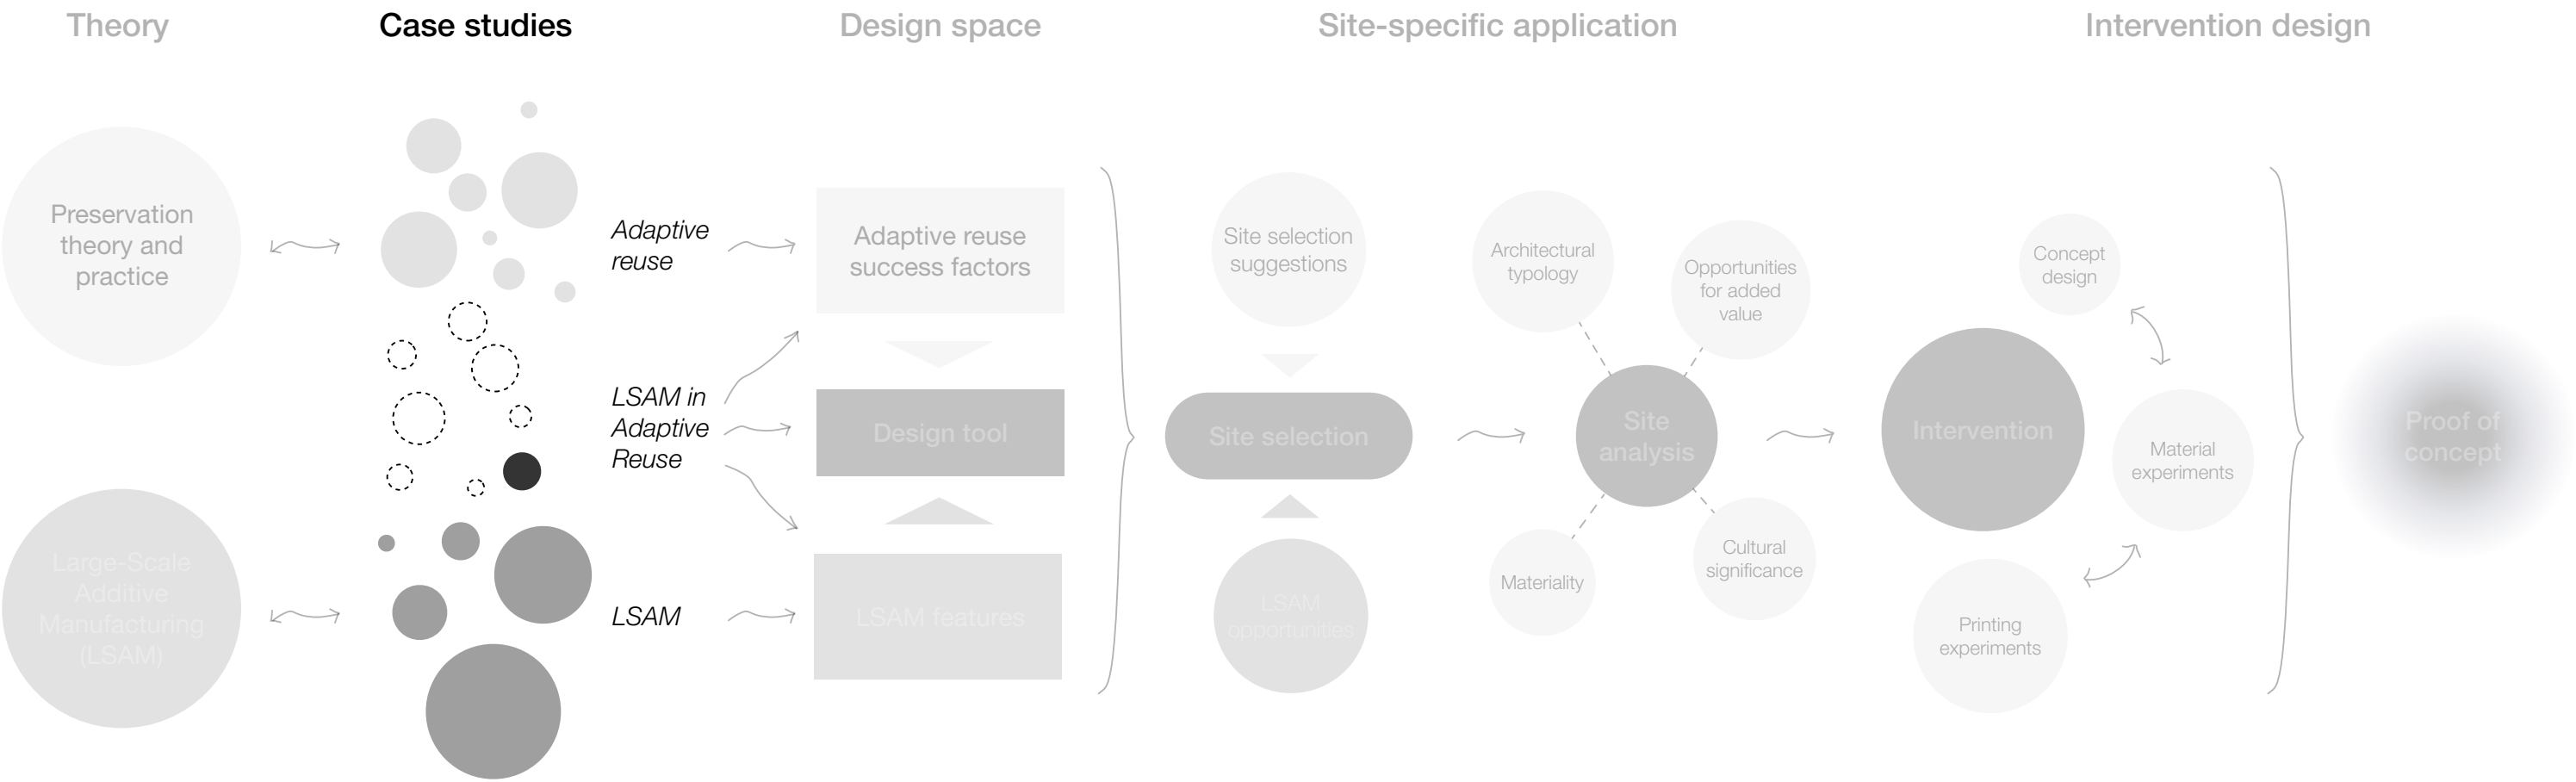 Theory
Case studies
Design space
Site-specific application
Intervention design
Preservation
theory and
practice
Large-Scale
Additive
Manufacturing
(LSAM)
Adaptive
reuse
LSAM in
Adaptive
Reuse
LSAM
Adaptive reuse
success factors
Design tool
LSAM features
Site selection
suggestions
Site selection
LSAM
opportunities
Architectural
typology
Opportunities
for added
value
Site
analysis
Materiality
Cultural
significance
Concept
design
Intervention
Material
experiments
Printing
experiments
Proof of
concept